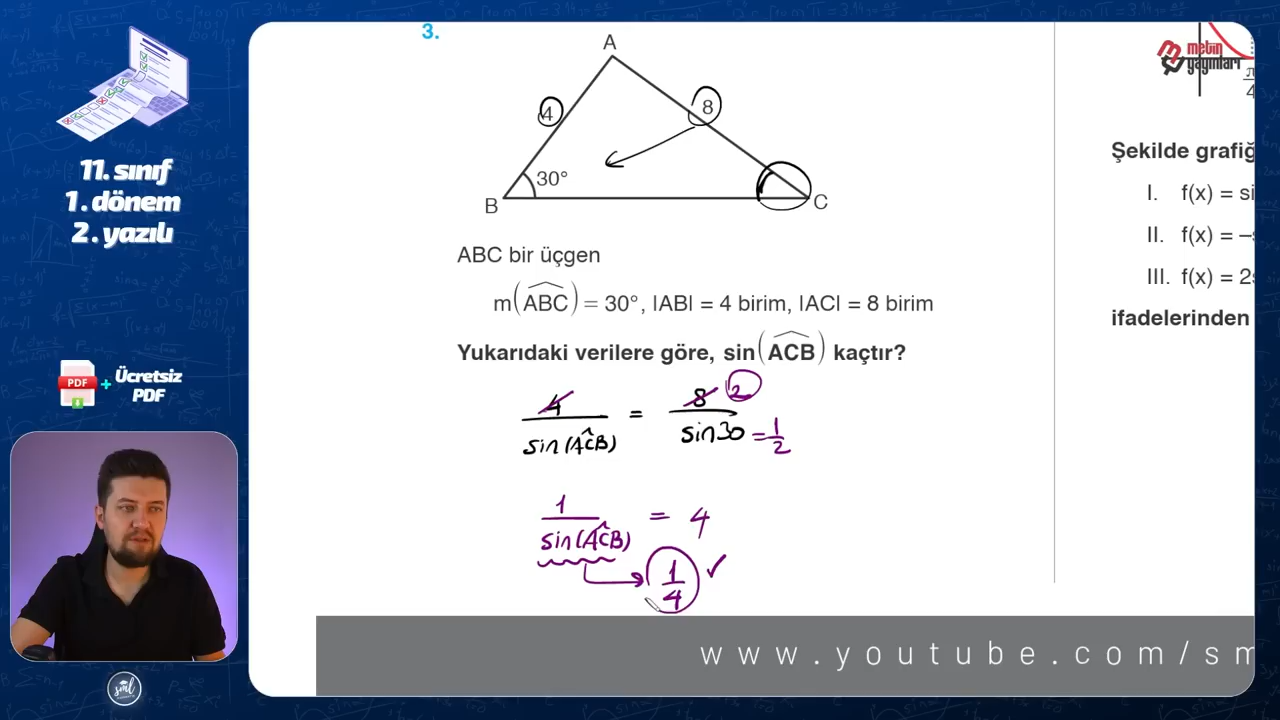 11. sınıf
1. dönem
2. yazılı
PDF
+ Ücretsiz
PDF
sml
3.
A
4
8
30°
B
C
ABC bir üçgen
m(ABC) = 30°, |AB| = 4 birim, |AC| = 8 birim
Yukarıdaki verilere göre, sin(ACB) kaçtır?
4 / sin(ACB) = 8 2 / sin30 = 1/2
1 / sin(ACB) = 4
1/4 ✓
metin
yayınları
π
4
Şekilde grafiğ
I. f(x) = si
II. f(x) = –s
III. f(x) = 2s
ifadelerinden
www.youtube.com/sm